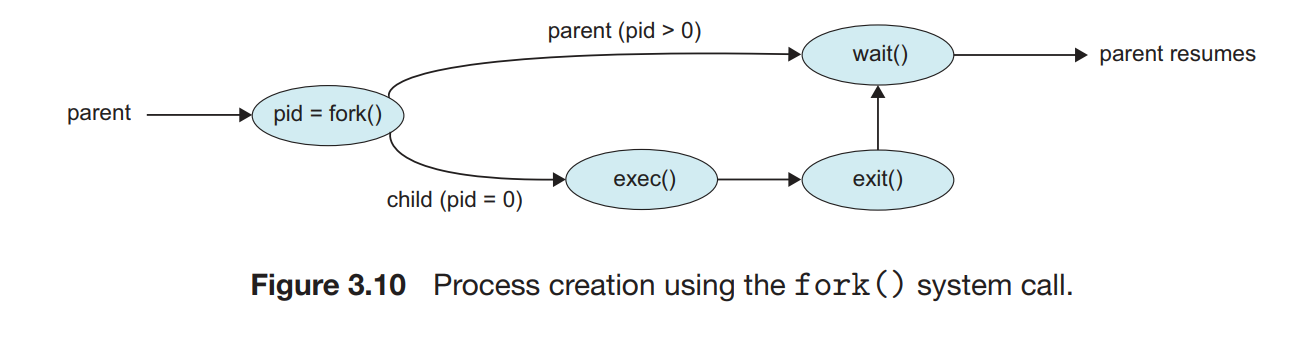 parent (pid > 0)
wait()
parent resumes
parent
pid = fork()
exec()
exit()
child (pid = 0)
Figure 3.10 Process creation using the fork() system call.